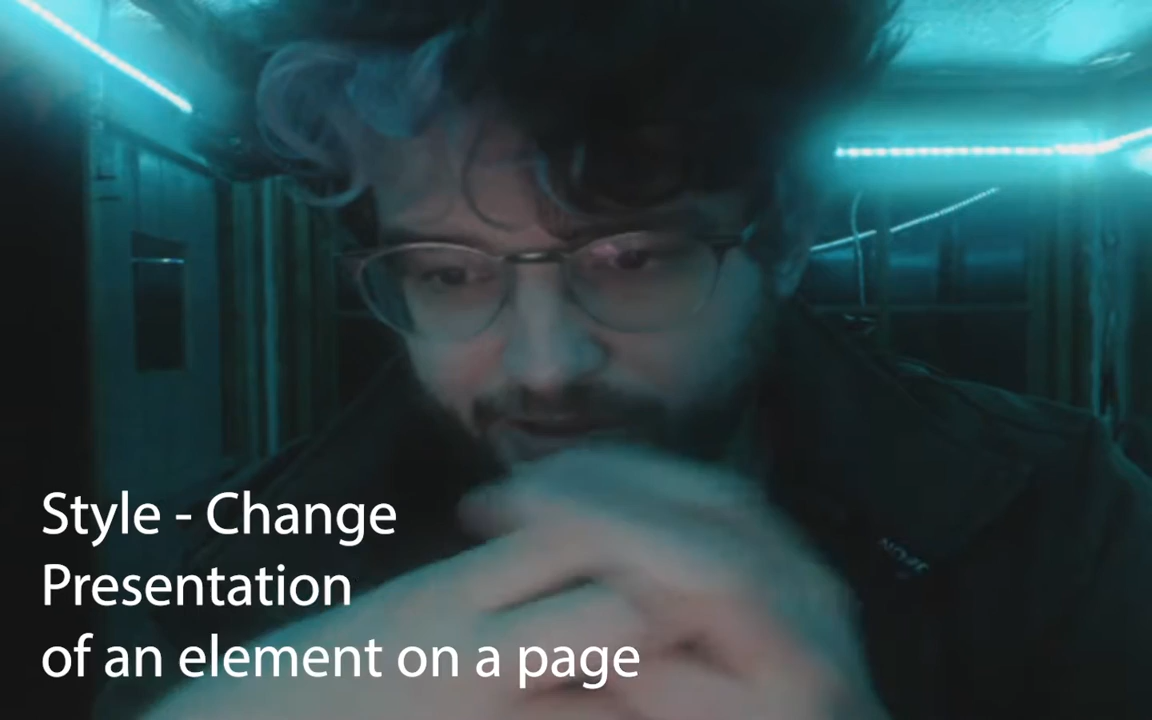 Style - Change
Presentation
of an element on a page